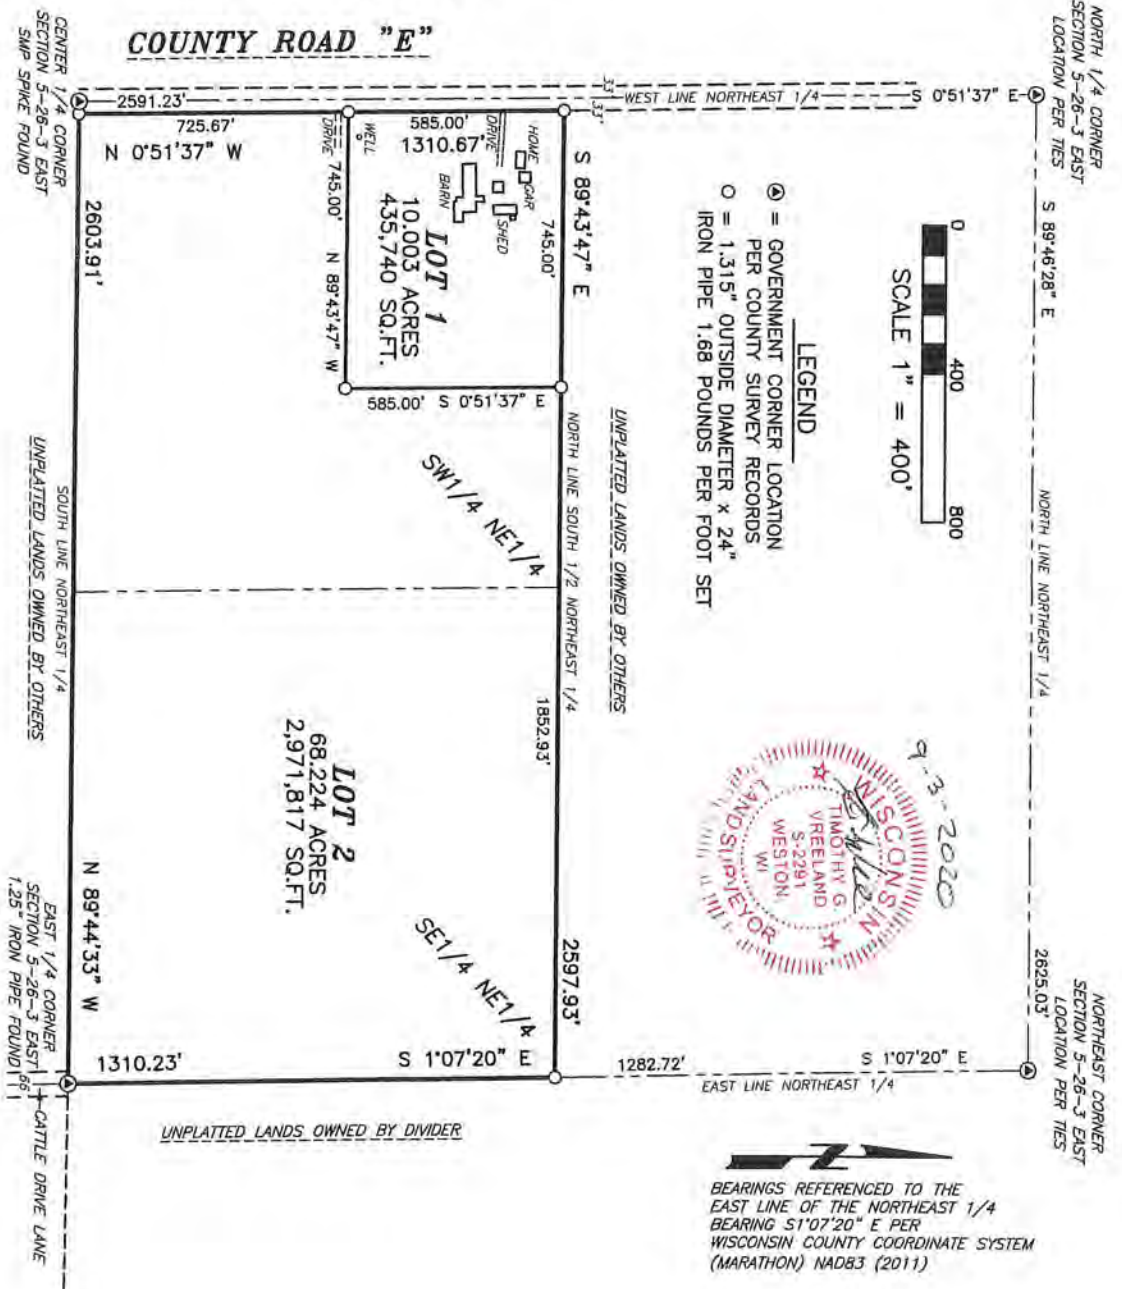 COUNTY ROAD "E"
CENTER 1/4 CORNER
SECTION 5-26-3 EAST
SMP SPIKE FOUND
NORTH 1/4 CORNER
SECTION 5-26-3 EAST
LOCATION PER TIES
2591.23'
33'
33'
WEST LINE NORTHEAST 1/4
S 0°51'37" E
725.67'
N 0°51'37" W
DRIVE
WELL
585.00'
1310.67'
DRIVE
HOME
GAR
SHED
BARN
S 89°43'47" E
745.00'
745.00'
N 89°43'47" W
LOT 1
10.003 ACRES
435,740 SQ.FT.
585.00'
S 0°51'37" E
2603.91'
S 89°46'28" E
0
400
800
SCALE 1" = 400'
LEGEND
= GOVERNMENT CORNER LOCATION
PER COUNTY SURVEY RECORDS
= 1.315" OUTSIDE DIAMETER x 24"
IRON PIPE 1.68 POUNDS PER FOOT SET
UNPLATTED LANDS OWNED BY OTHERS
NORTH LINE SOUTH 1/2 NORTHEAST 1/4
NORTH LINE NORTHEAST 1/4
SW1/4 NE1/4
SOUTH LINE NORTHEAST 1/4
UNPLATTED LANDS OWNED BY OTHERS
1852.93'
LOT 2
68.224 ACRES
2,971,817 SQ.FT.
9-3-2020
WISCONSIN
TIMOTHY G
VREELAND
S-2291
WESTON,
WI
LAND SURVEYOR
SE1/4 NE1/4
2597.93'
2625.03'
N 89°44'33" W
EAST 1/4 CORNER
SECTION 5-26-3 EAST
1.25" IRON PIPE FOUND
66'
CATTLE DRIVE LANE
1310.23'
S 1°07'20" E
1282.72'
S 1°07'20" E
EAST LINE NORTHEAST 1/4
NORTHEAST CORNER
SECTION 5-26-3 EAST
LOCATION PER TIES
UNPLATTED LANDS OWNED BY DIVIDER
BEARINGS REFERENCED TO THE
EAST LINE OF THE NORTHEAST 1/4
BEARING S1°07'20" E PER
WISCONSIN COUNTY COORDINATE SYSTEM
(MARATHON) NAD83 (2011)